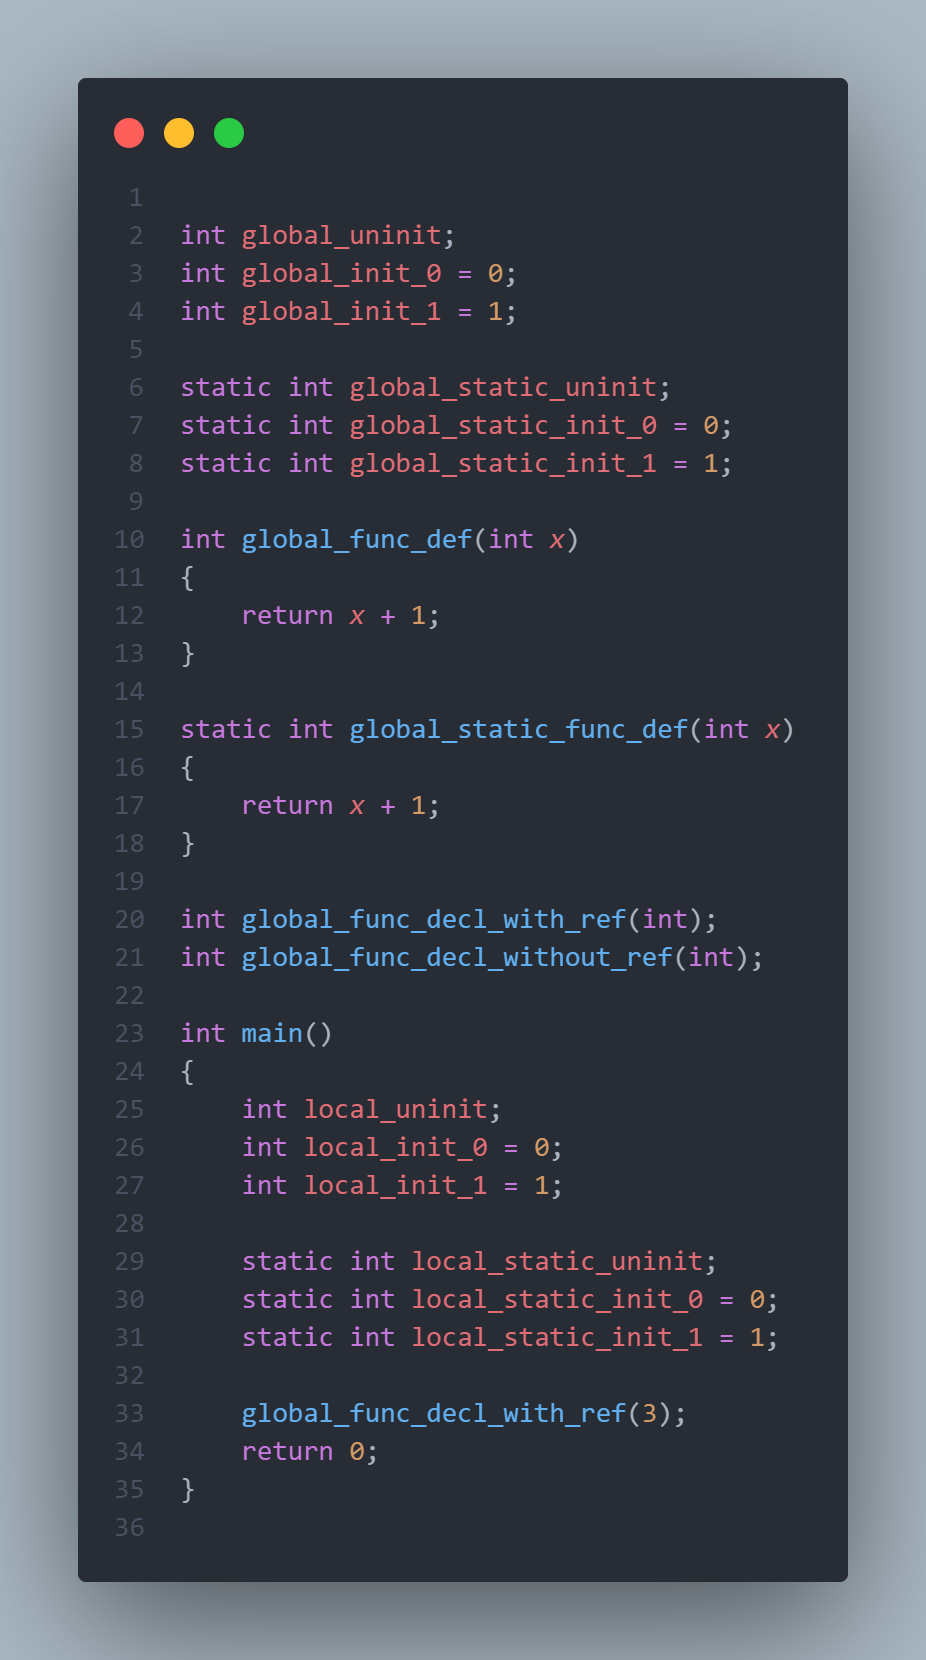 1
2 int global_uninit;
3 int global_init_0 = 0;
4 int global_init_1 = 1;
5
6 static int global_static_uninit;
7 static int global_static_init_0 = 0;
8 static int global_static_init_1 = 1;
9
10 int global_func_def(int x)
11 {
12     return x + 1;
13 }
14
15 static int global_static_func_def(int x)
16 {
17     return x + 1;
18 }
19
20 int global_func_decl_with_ref(int);
21 int global_func_decl_without_ref(int);
22
23 int main()
24 {
25     int local_uninit;
26     int local_init_0 = 0;
27     int local_init_1 = 1;
28
29     static int local_static_uninit;
30     static int local_static_init_0 = 0;
31     static int local_static_init_1 = 1;
32
33     global_func_decl_with_ref(3);
34     return 0;
35 }
36